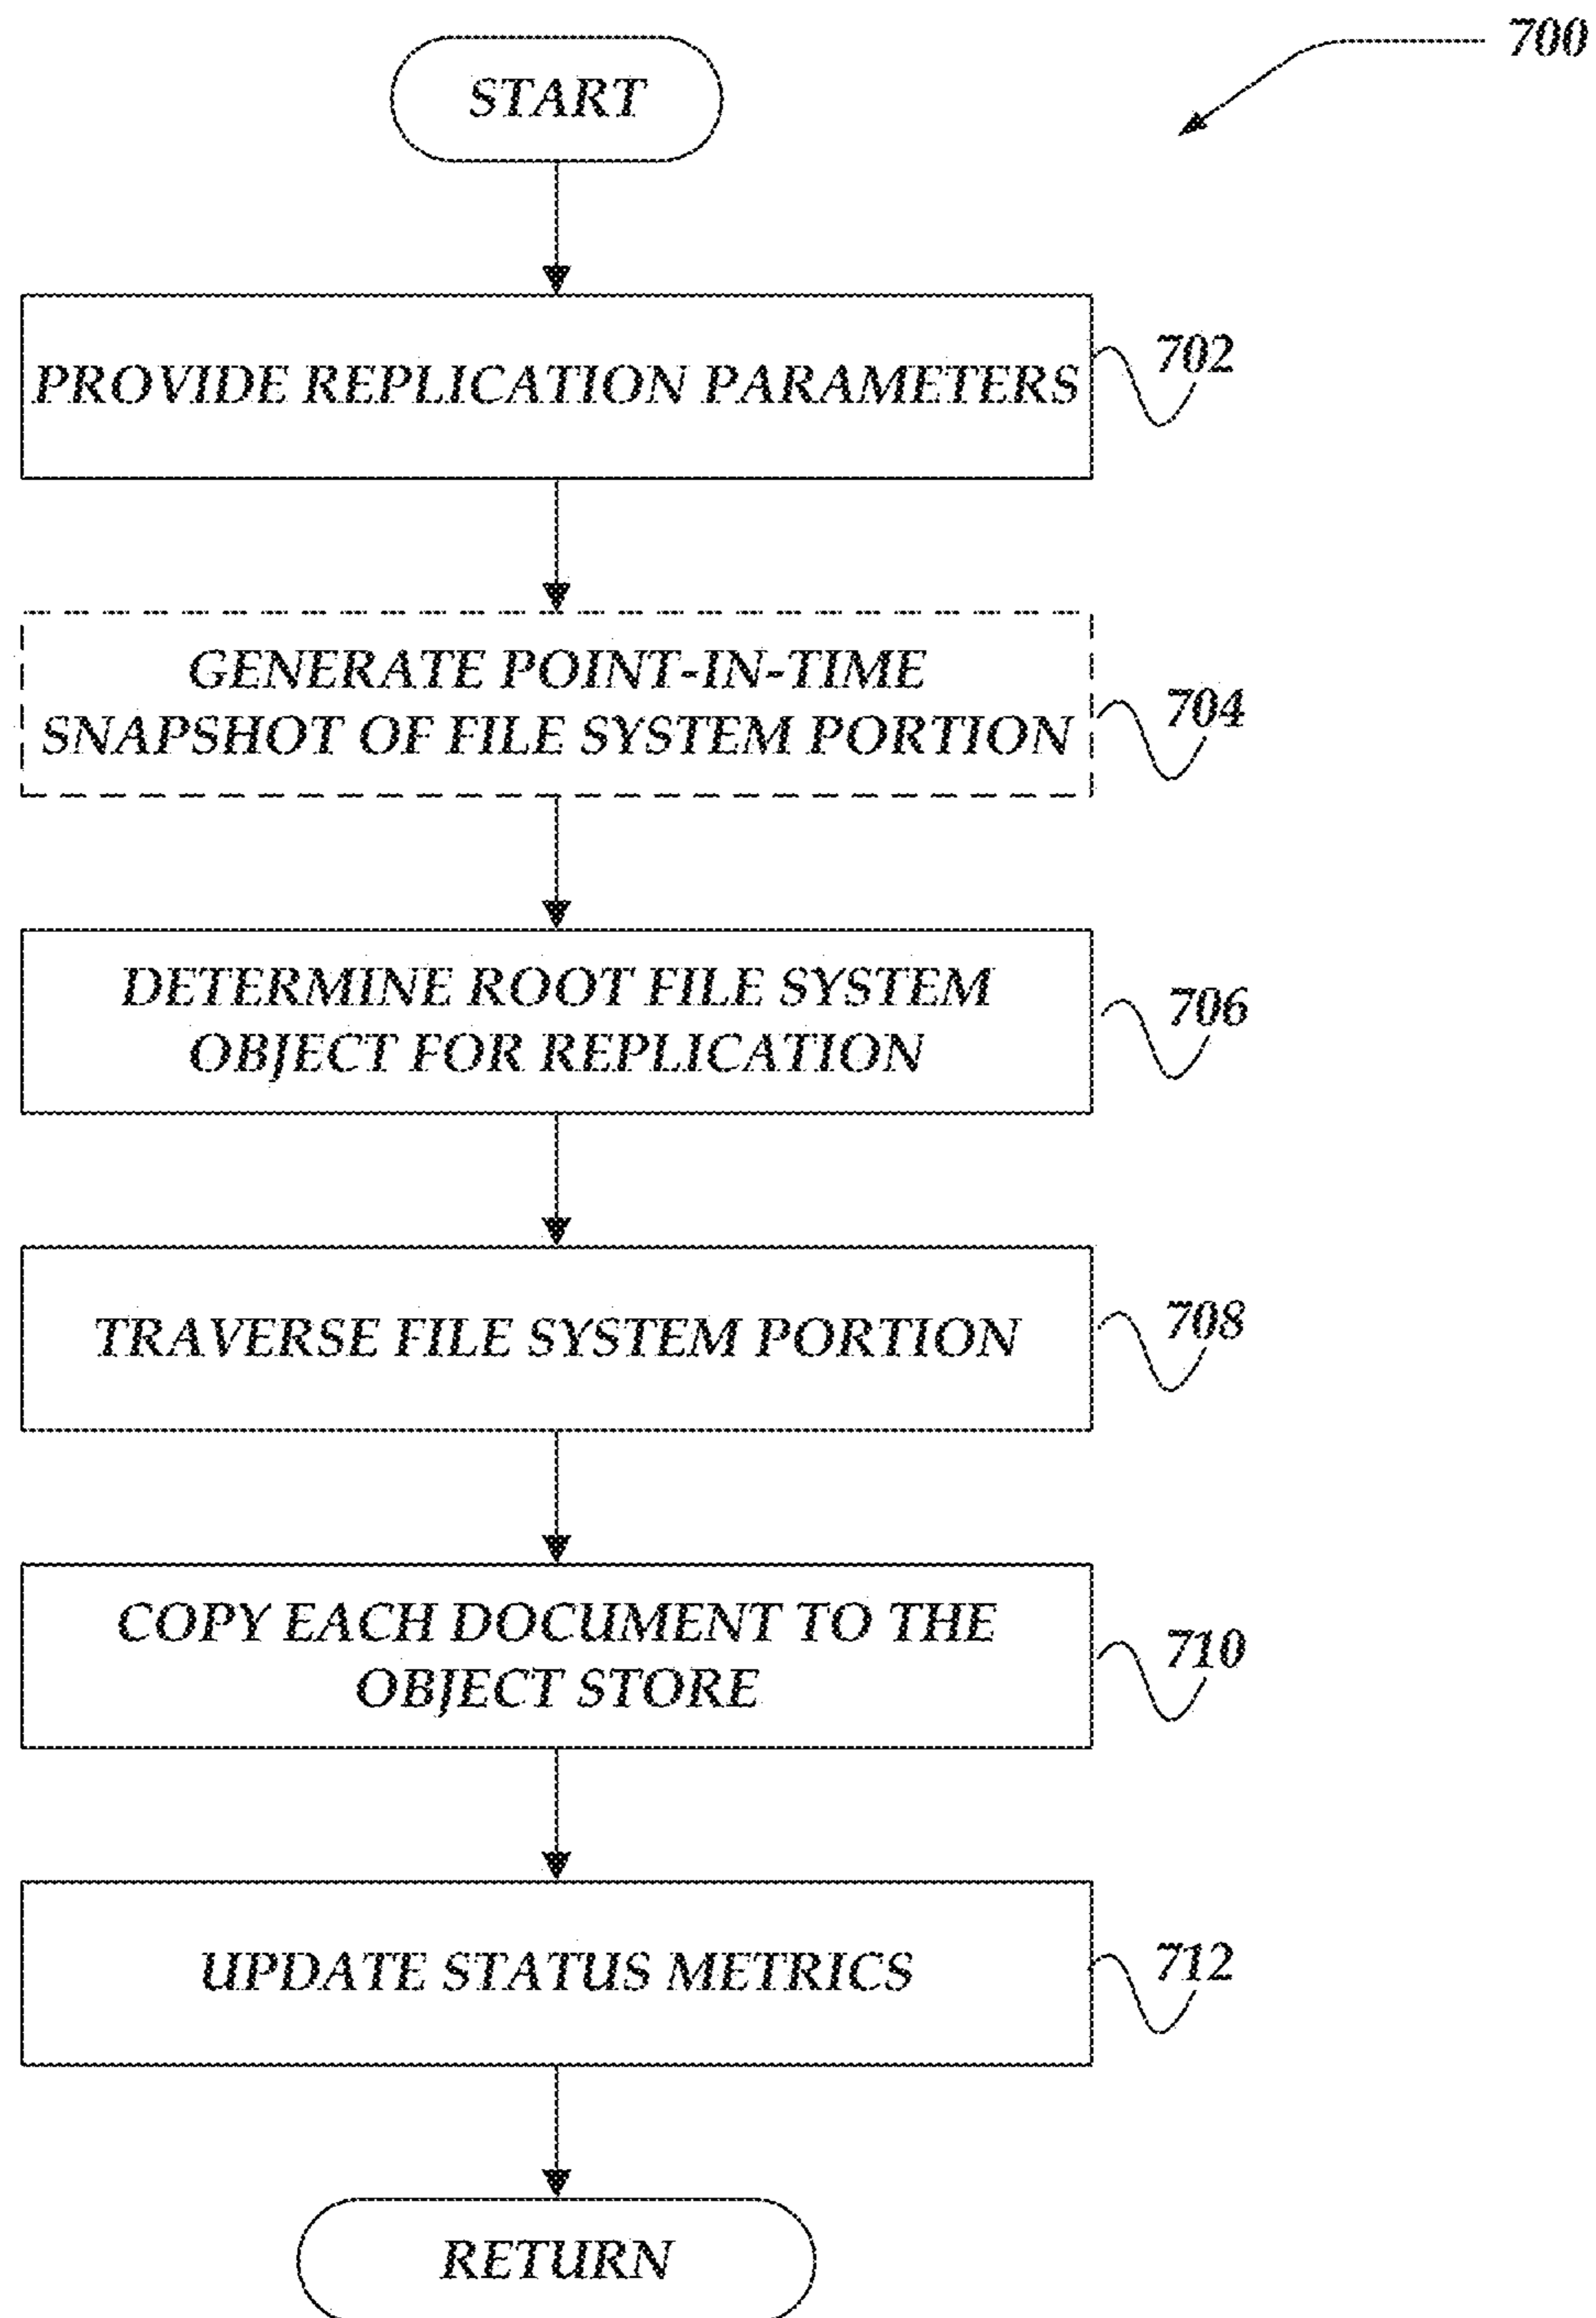 700
START
PROVIDE REPLICATION PARAMETERS
702
GENERATE POINT-IN-TIME
SNAPSHOT OF FILE SYSTEM PORTION
704
DETERMINE ROOT FILE SYSTEM
OBJECT FOR REPLICATION
706
TRAVERSE FILE SYSTEM PORTION
708
COPY EACH DOCUMENT TO THE
OBJECT STORE
710
UPDATE STATUS METRICS
712
RETURN